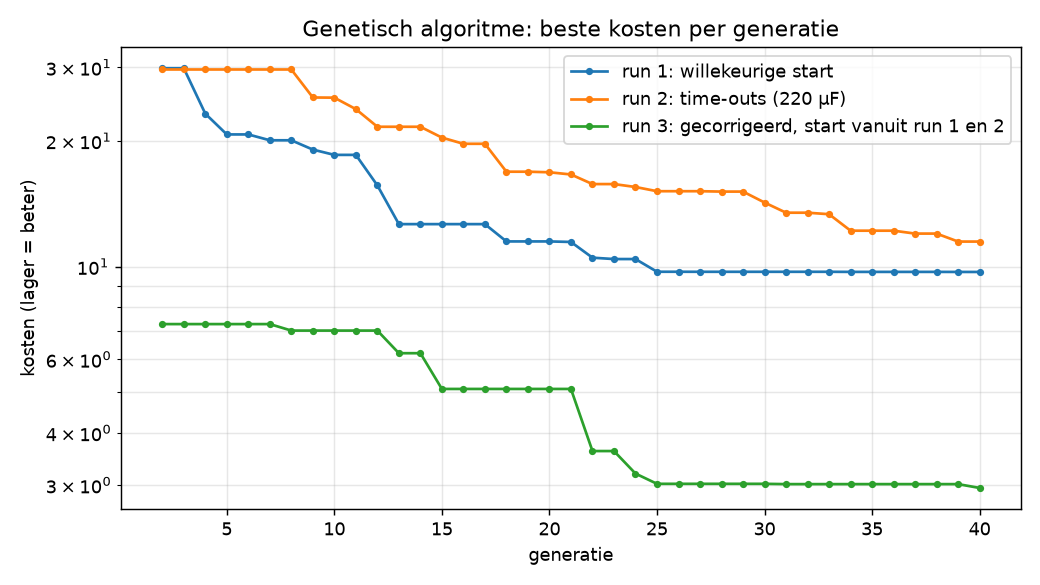 Genetisch algoritme: beste kosten per generatie
run 1: willekeurige start
run 2: time-outs (220 µF)
run 3: gecorrigeerd, start vanuit run 1 en 2
kosten (lager = beter)
3 × 10¹
2 × 10¹
10¹
6 × 10⁰
4 × 10⁰
3 × 10⁰
5 10 15 20 25 30 35 40
generatie